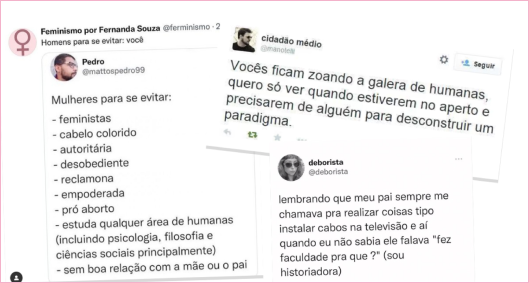 Feminismo por Fernanda Souza @ferminismo · 2
Homens para se evitar: você
Pedro
@mattospedro99
Mulheres para se evitar:
- feministas
- cabelo colorido
- autoritária
- desobediente
- reclamona
- empoderada
- pró aborto
- estuda qualquer área de humanas
(incluindo psicologia, filosofia e
ciências sociais principalmente)
- sem boa relação com a mãe ou o pai
cidadão médio
Seguir
Vocês ficam zoando a galera de humanas,
quero só ver quando estiverem no aperto e
precisarem de alguém para desconstruir um
paradigma.
deborista
@deborista
lembrando que meu pai sempre me
chamava pra realizar coisas tipo
instalar cabos na televisão e aí
quando eu não sabia ele falava "fez
faculdade pra que ?" (sou
historiadora)